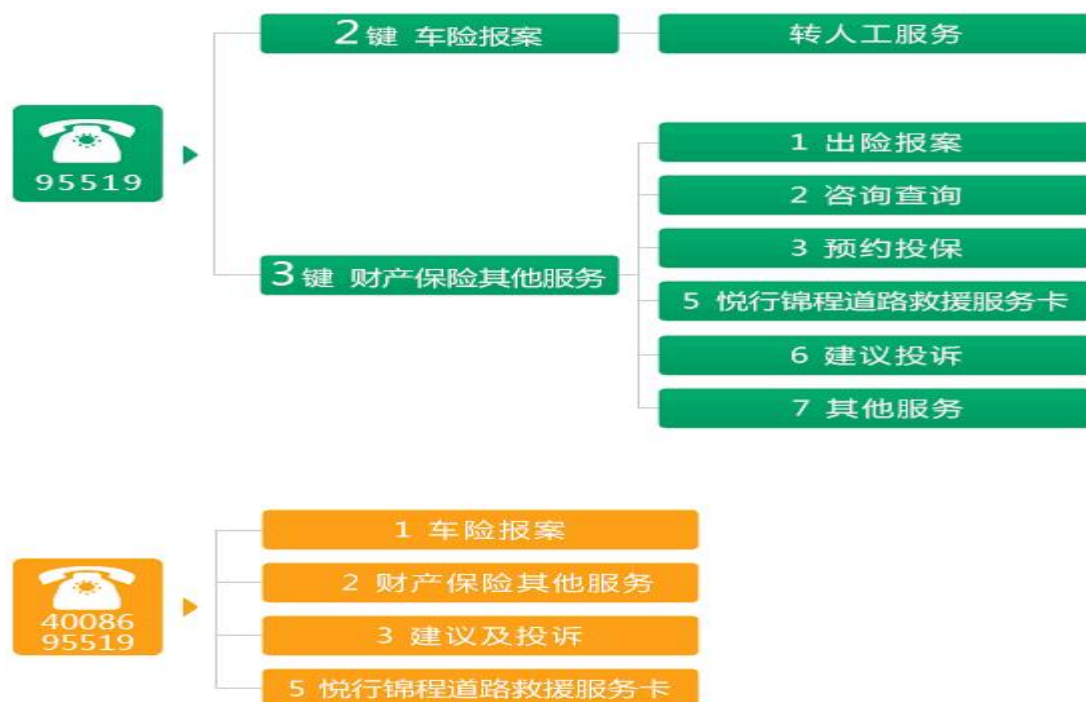 2键 车险报案
转人工服务
95519
1 出险报案
2 咨询查询
3 预约投保
3键 财产保险其他服务
5 悦行锦程道路救援服务卡
6 建议投诉
7 其他服务
40086
95519
1 车险报案
2 财产保险其他服务
3 建议及投诉
5 悦行锦程道路救援服务卡